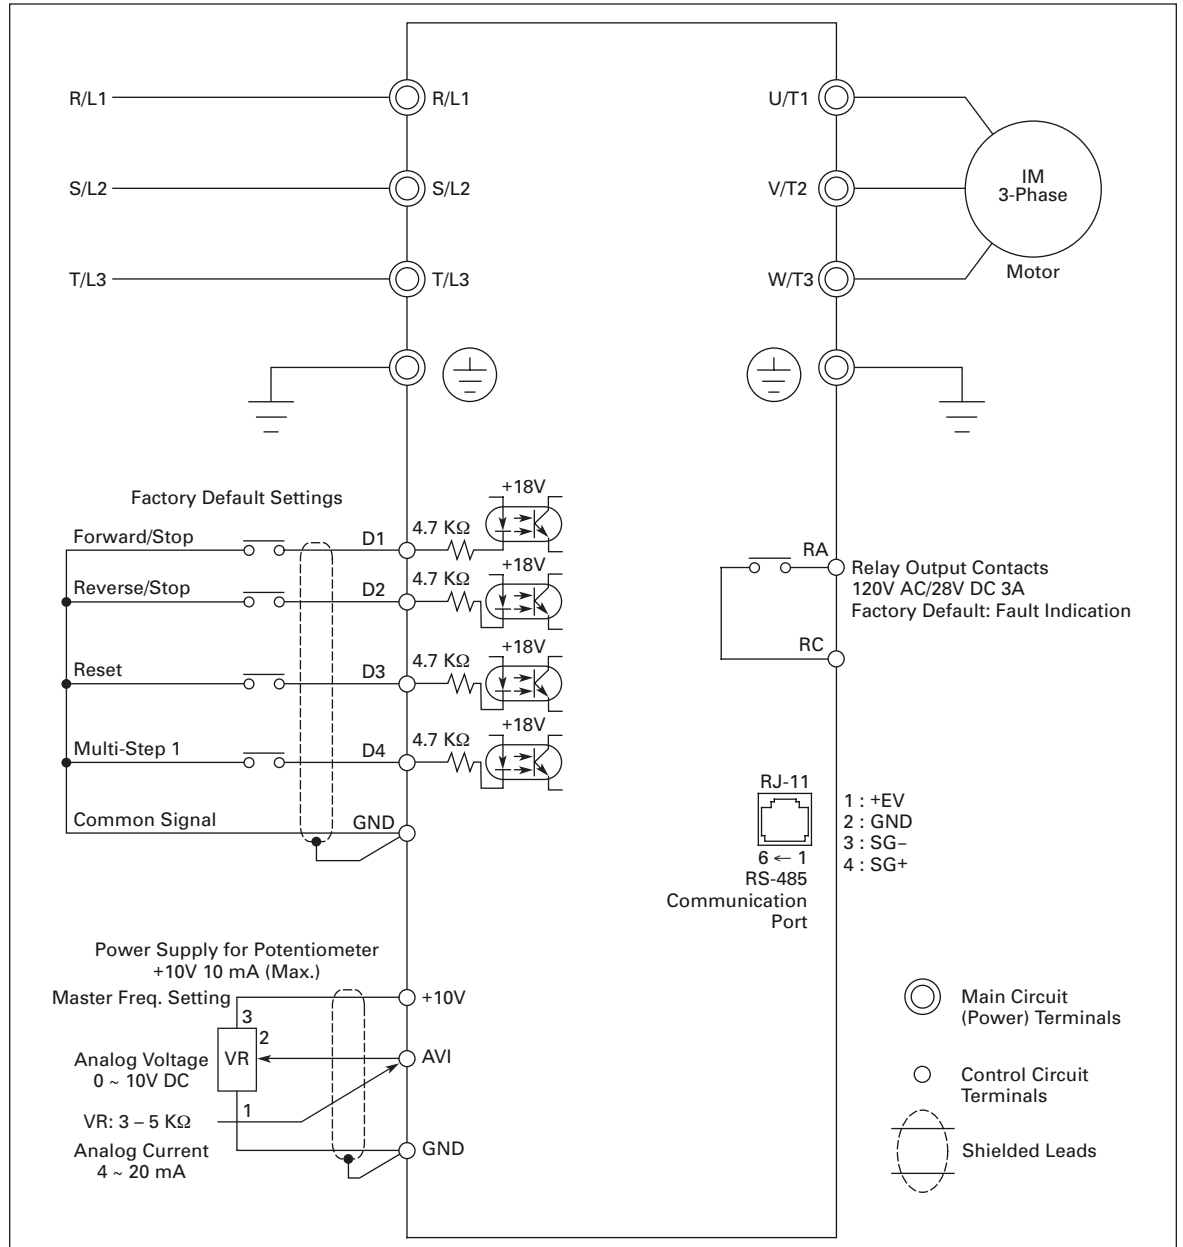 R/L1
R/L1
U/T1
S/L2
S/L2
V/T2
IM
3-Phase
T/L3
T/L3
W/T3
Motor
Factory Default Settings
+18V
Forward/Stop
D1
4.7 KΩ
+18V
Reverse/Stop
D2
4.7 KΩ
+18V
Reset
D3
4.7 KΩ
+18V
Multi-Step 1
D4
4.7 KΩ
Common Signal
GND
RA
Relay Output Contacts
120V AC/28V DC 3A
Factory Default: Fault Indication
RC
RJ-11
6 ← 1
RS-485
Communication
Port
1 : +EV
2 : GND
3 : SG–
4 : SG+
Power Supply for Potentiometer
+10V 10 mA (Max.)
Master Freq. Setting
+10V
3
2
VR
Analog Voltage
0 ~ 10V DC
AVI
1
VR: 3 – 5 KΩ
Analog Current
4 ~ 20 mA
GND
Main Circuit
(Power) Terminals
Control Circuit
Terminals
Shielded Leads